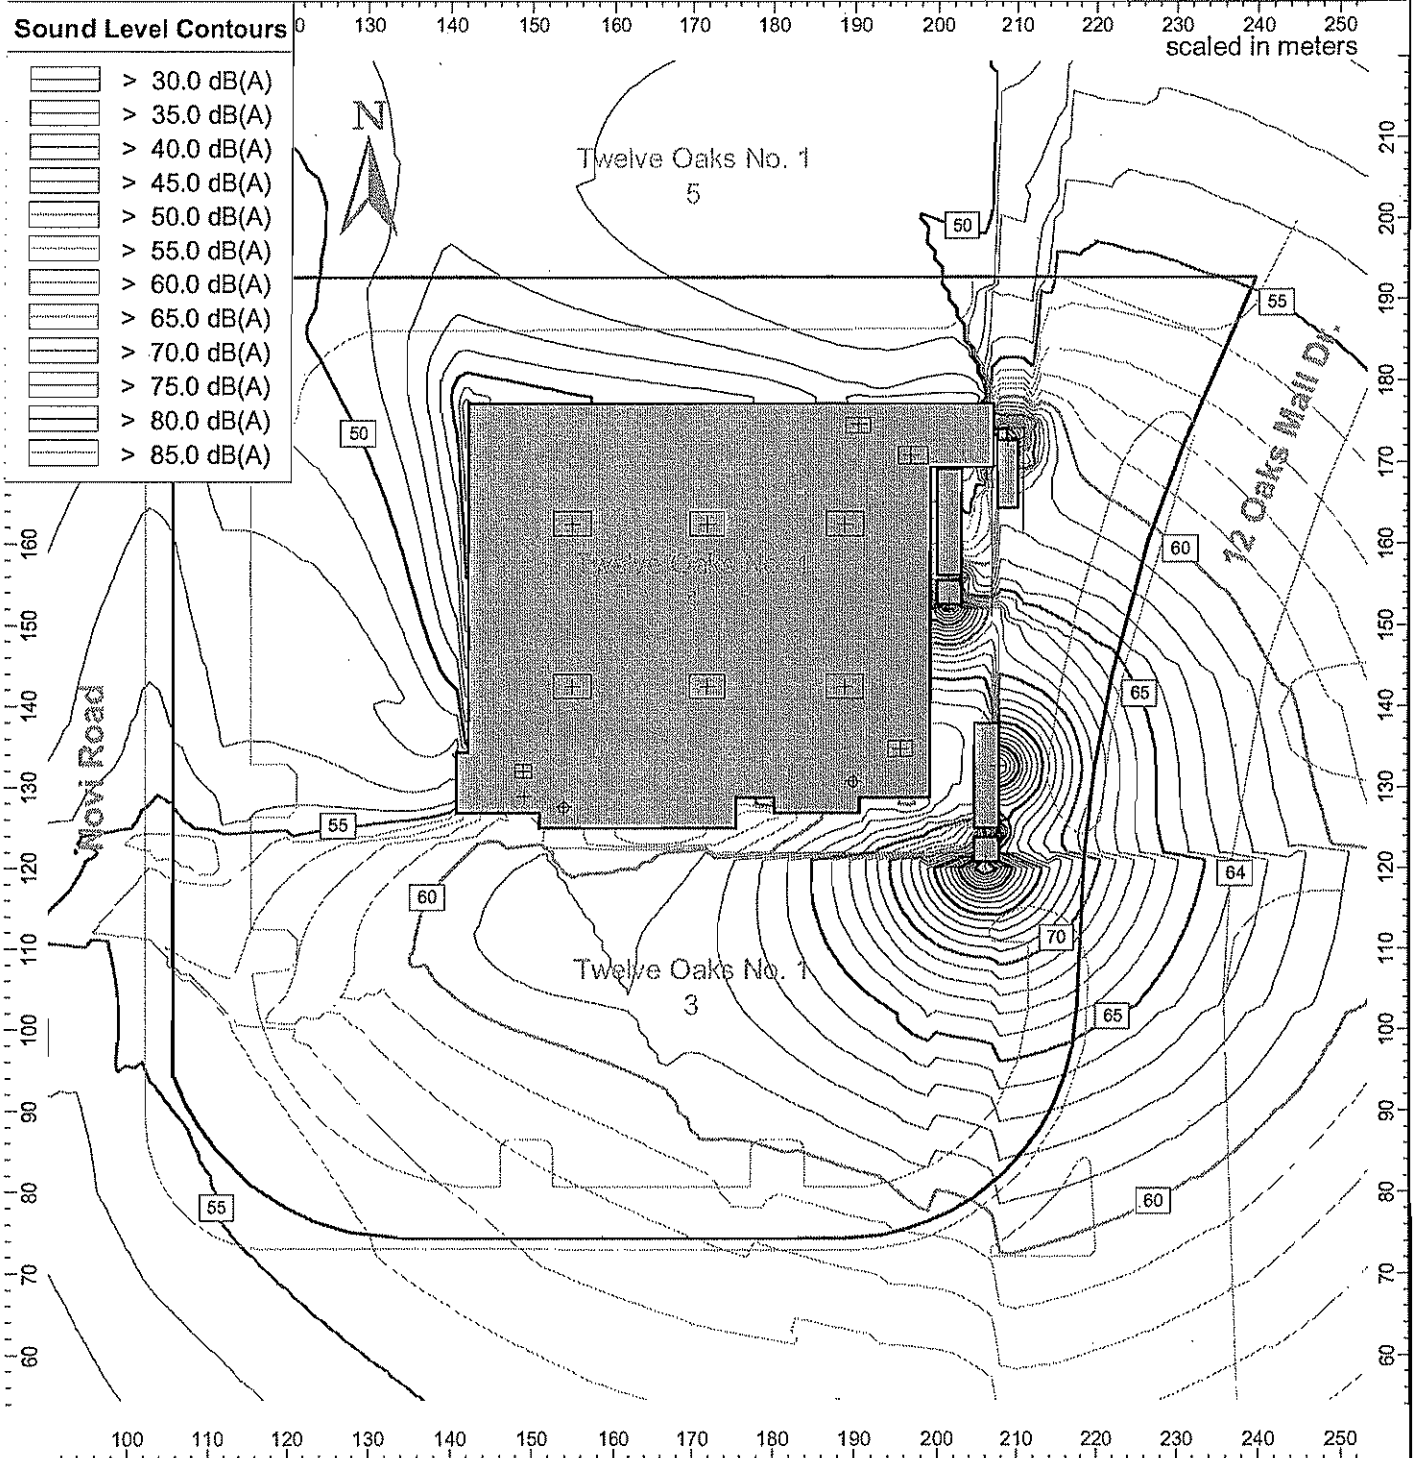 Sound Level Contours
> 30.0 dB(A)
> 35.0 dB(A)
> 40.0 dB(A)
> 45.0 dB(A)
> 50.0 dB(A)
> 55.0 dB(A)
> 60.0 dB(A)
> 65.0 dB(A)
> 70.0 dB(A)
> 75.0 dB(A)
> 80.0 dB(A)
> 85.0 dB(A)
0 130 140 150 160 170 180 190 200 210 220 230 240 250
scaled in meters
N
Twelve Oaks No. 1
5
50
55
12 Oaks Mall Dr.
50
60
65
Novi Road
55
64
60
70
Twelve Oaks No. 1
3
65
55
60
160
150
140
130
120
110
100
90
80
70
60
210
200
190
180
170
160
150
140
130
120
110
100
90
80
70
60
100 110 120 130 140 150 160 170 180 190 200 210 220 230 240 250